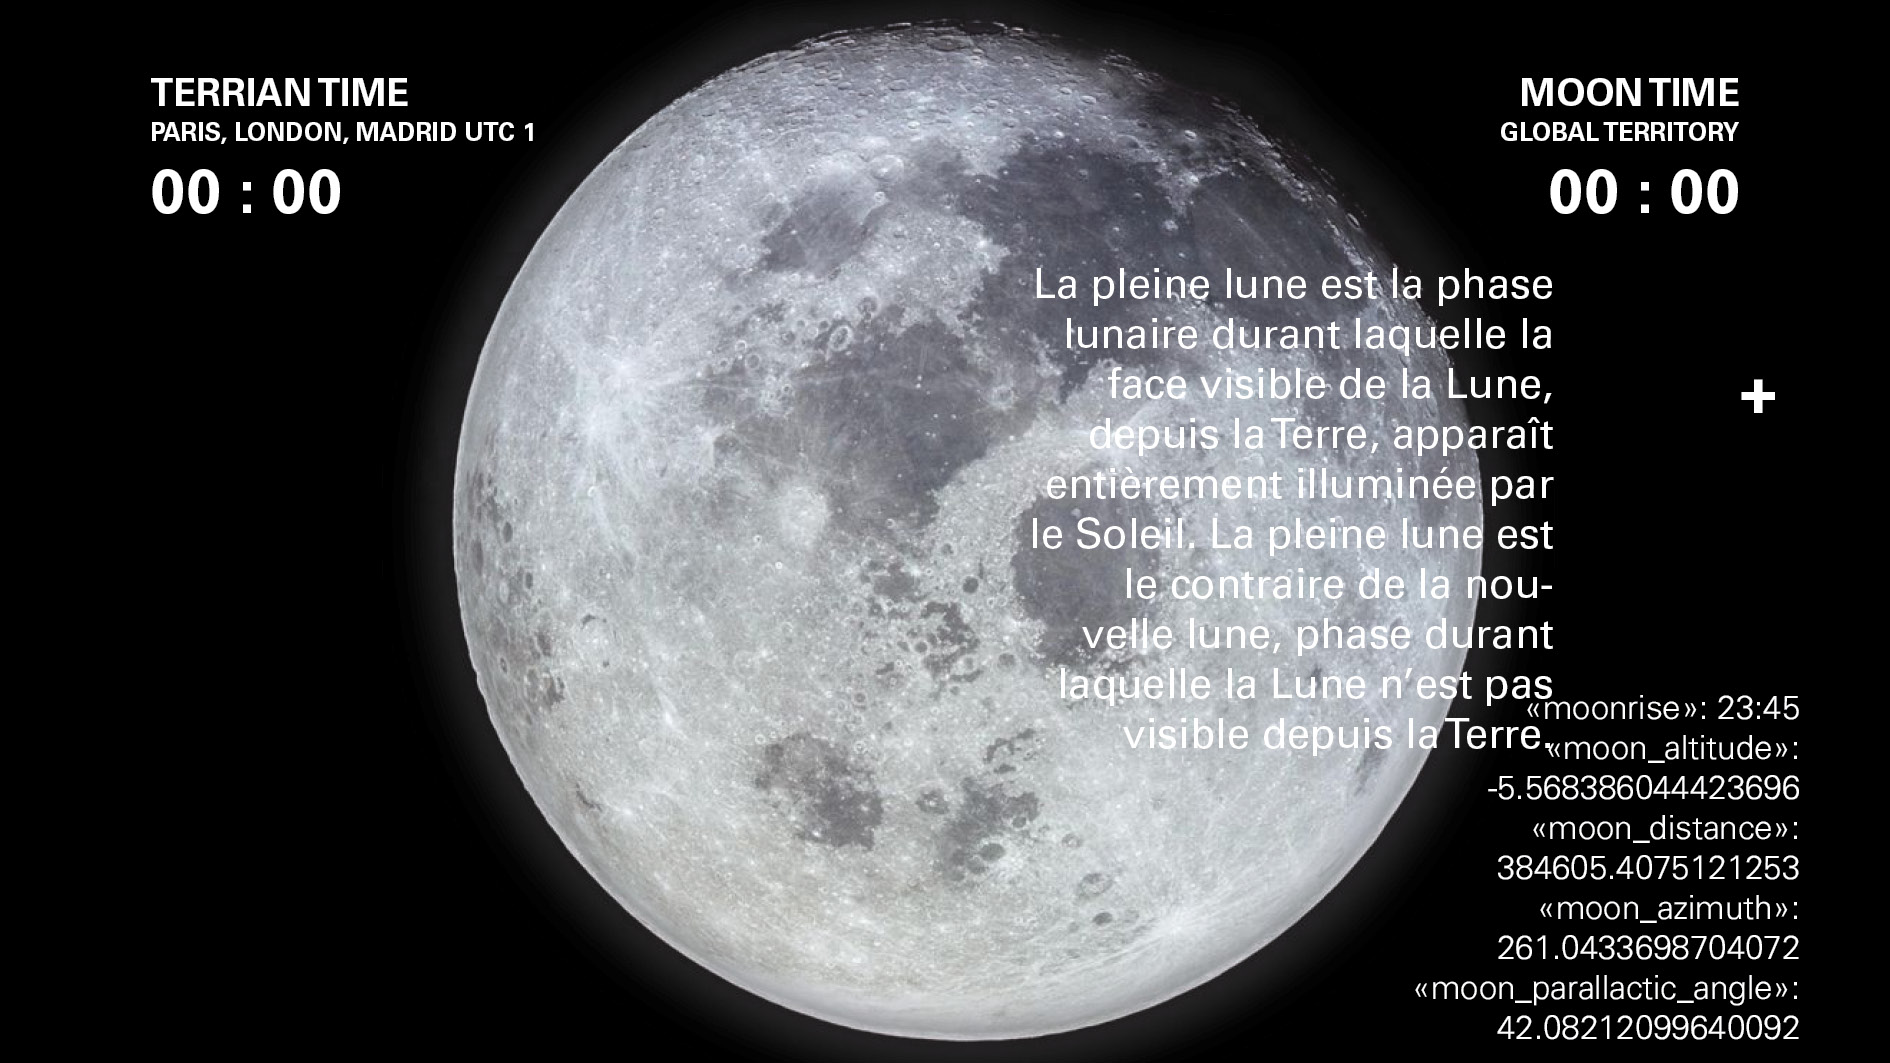 TERRIAN TIME
PARIS, LONDON, MADRID UTC 1
00 : 00
MOON TIME
GLOBAL TERRITORY
00 : 00
La pleine lune est la phase
lunaire durant laquelle la
face visible de la Lune,
depuis la Terre, apparaît
entièrement illuminée par
le Soleil. La pleine lune est
le contraire de la nou-
velle lune, phase durant
laquelle la Lune n’est pas
visible depuis la Terre.
+
«moonrise»: 23:45
«moon_altitude»:
-5.568386044423696
«moon_distance»:
384605.4075121253
«moon_azimuth»:
261.0433698704072
«moon_parallactic_angle»:
42.08212099640092